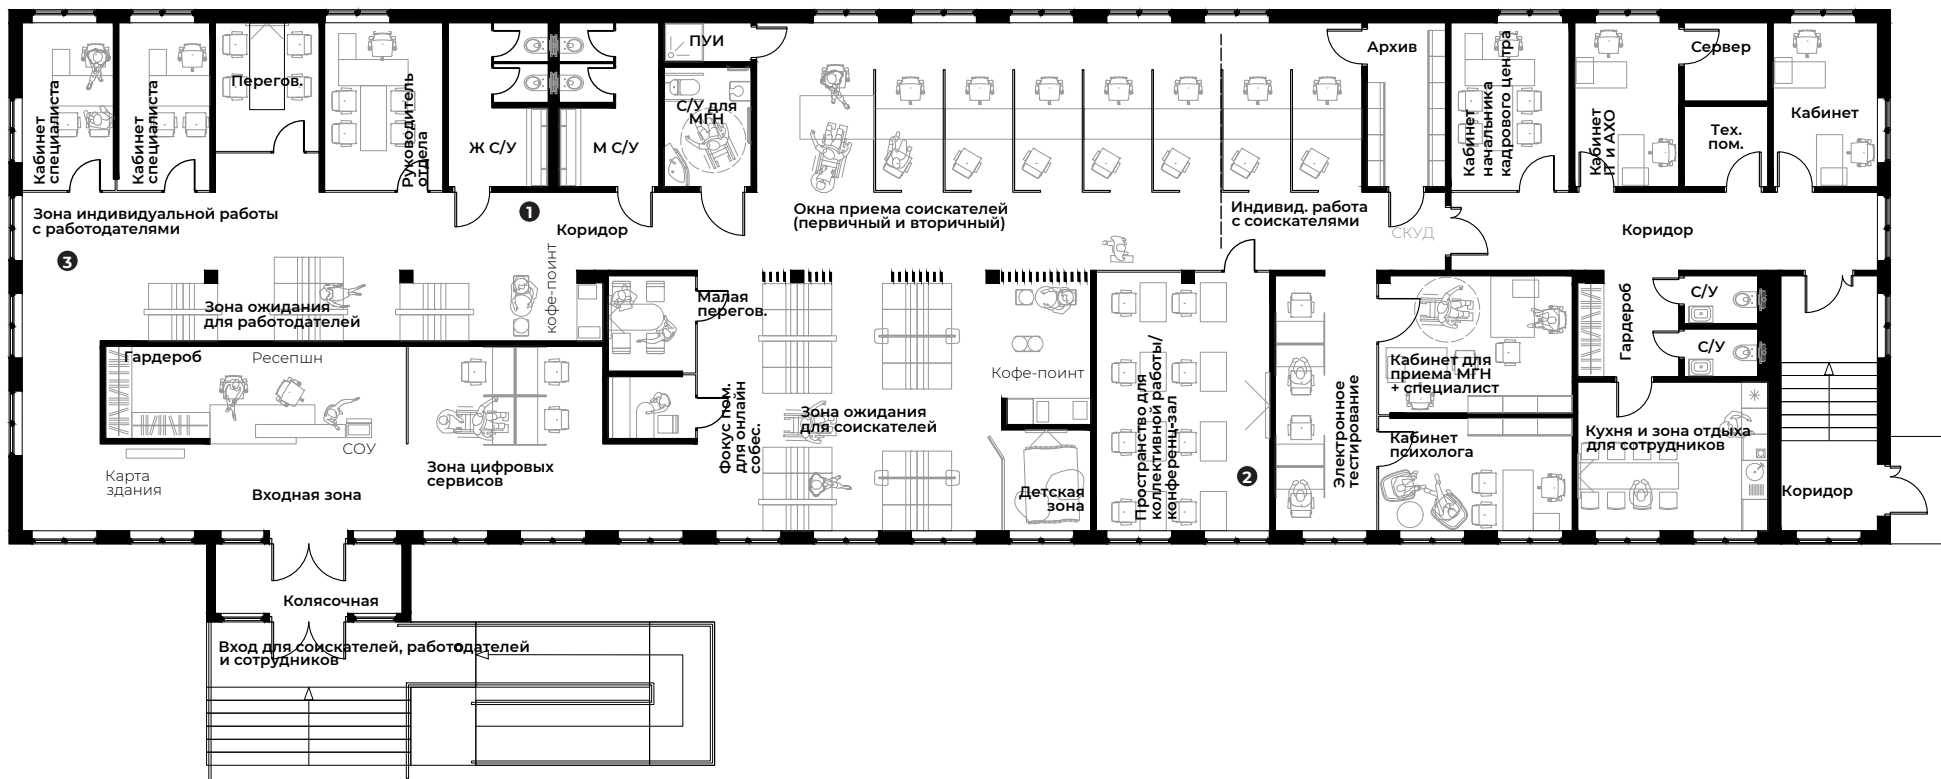 Кабинет
специалиста
Кабинет
специалиста
Перегов.
Руководитель
отдела
Ж С/У
М С/У
ПУИ
С/У для
МГН
Архив
Кабинет
начальника
кадрового центра
Кабинет
П и АХО
Сервер
Тех.
пом.
Кабинет
Зона индивидуальной работы
с работодателями
3
1
Коридор
Окна приема соискателей
(первичный и вторичный)
Индивид. работа
с соискателями
СКУД
Коридор
кофе-поинт
Зона ожидания
для работодателей
Малая
перегов.
Гардероб
Ресепшн
СОУ
Карта
здания
Входная зона
Зона цифровых
сервисов
Фокус пом.
для онлайн
собес.
Зона ожидания
для соискателей
Кофе-поинт
Детская
зона
Пространство для
коллективной работы/
конференц-зал
2
Электронное
тестирование
Кабинет для
приема МГН
+ специалист
Кабинет
психолога
Гардероб
С/У
С/У
Кухня и зона отдыха
для сотрудников
Коридор
Колясочная
Вход для соискателей, работодателей
и сотрудников